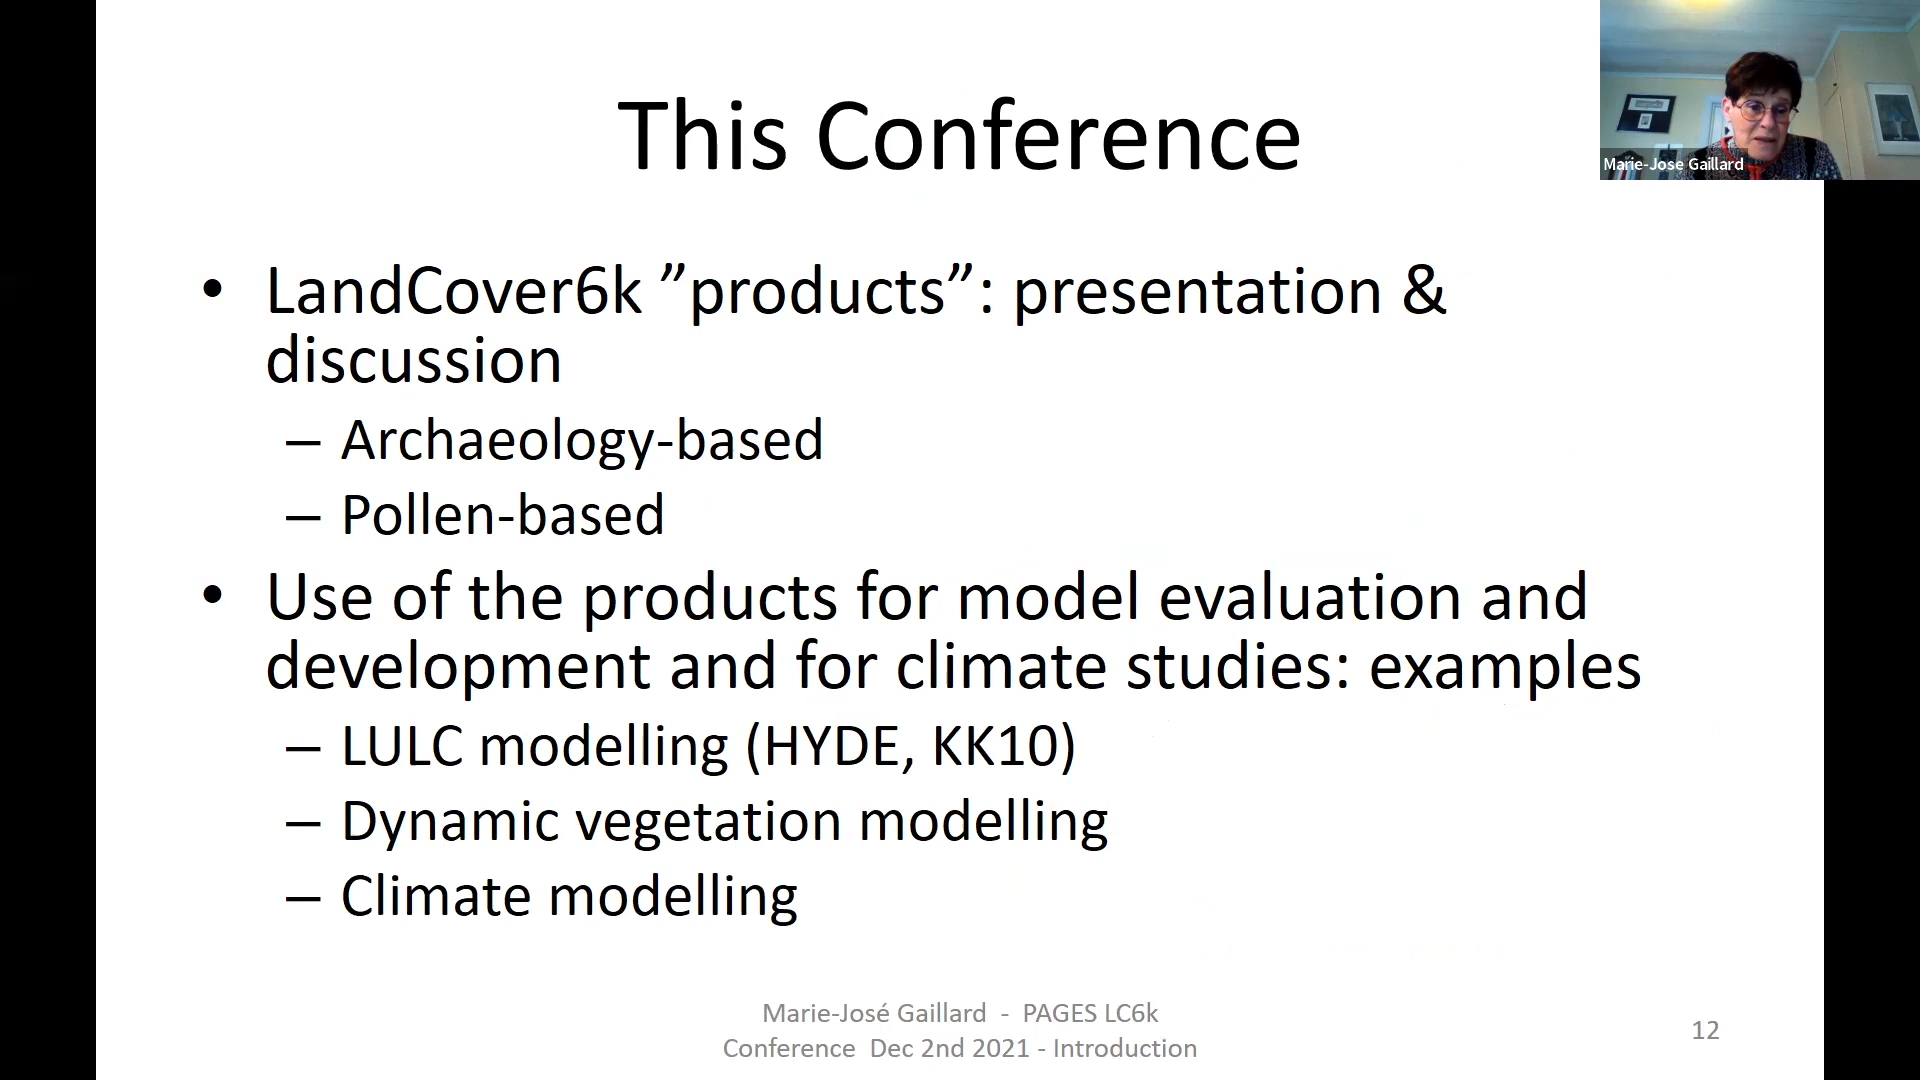 This Conference
Marie-Jose Gaillard
• LandCover6k ”products”: presentation &
discussion
– Archaeology-based
– Pollen-based
• Use of the products for model evaluation and
development and for climate studies: examples
– LULC modelling (HYDE, KK10)
– Dynamic vegetation modelling
– Climate modelling
Marie-José Gaillard - PAGES LC6k
Conference Dec 2nd 2021 - Introduction
12